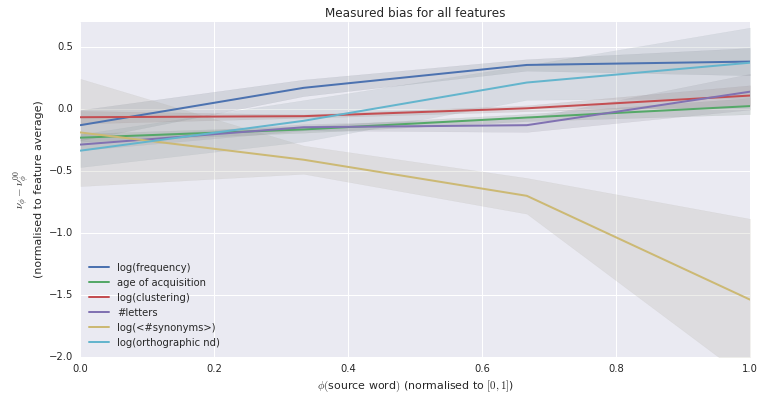 Measured bias for all features
0.5
0.0
−0.5
−1.0
−1.5
−2.0
ν_φ − ν_φ^00
(normalised to feature average)
log(frequency)
age of acquisition
log(clustering)
#letters
log(<#synonyms>)
log(orthographic nd)
0.0 0.2 0.4 0.6 0.8 1.0
ϕ(source word) (normalised to [0, 1])